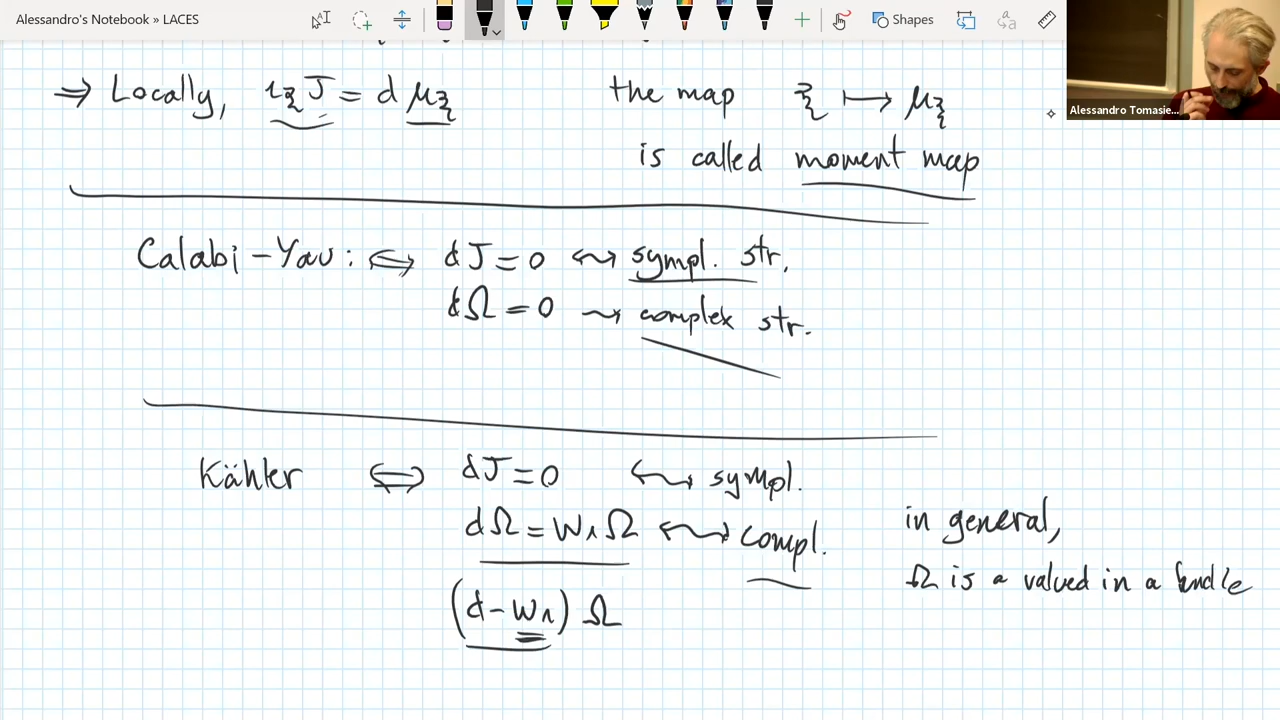 Alessandro's Notebook » LACES
Shapes
Alessandro Tomasie...
⇒ Locally, ι_ξ J = d μ_ξ the map ξ ↦ μ_ξ
is called moment map
Calabi-Yau: ⇔ dJ = 0 ↭ sympl. str.
dΩ = 0 ⇝ complex str.
Kähler ⇔ dJ = 0 ↭ sympl.
dΩ = W∧Ω ↭ compl.
in general,
Ω is a valued in a bundle
(d - W∧) Ω